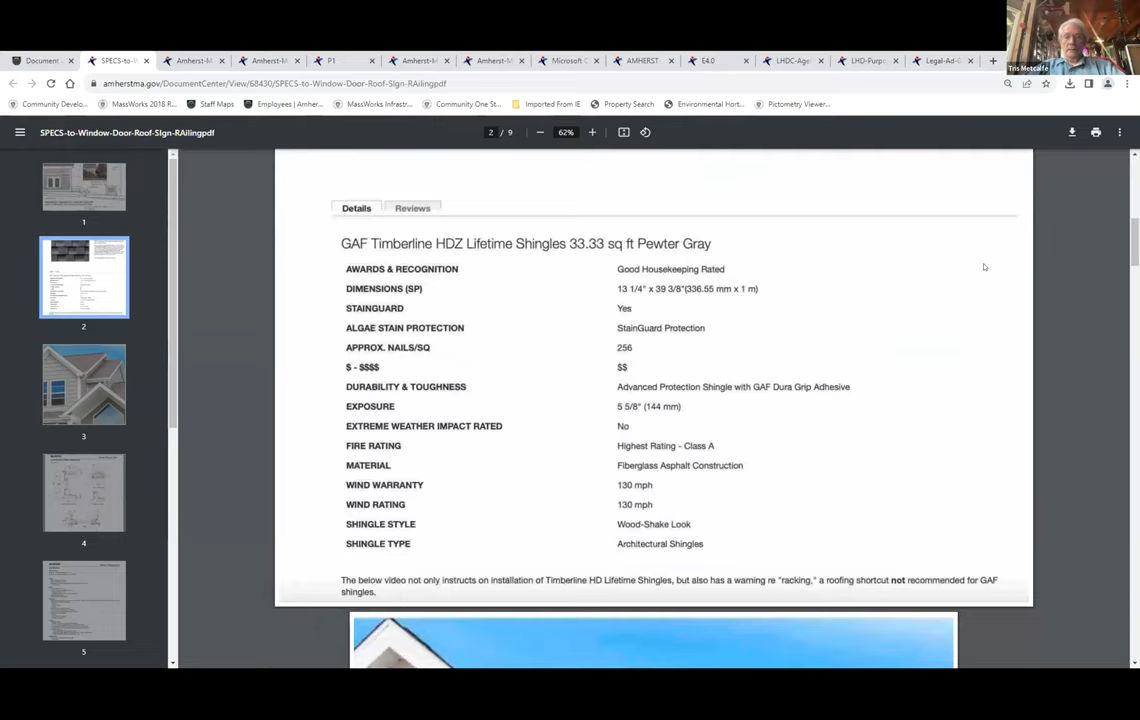 Tris Metcalfe
Document
SPECS-to-W
Amherst-M
Amherst-M
P1
Amherst-M
Amherst-M
Microsoft C
AMHERST
E4.0
LHDC-Age
LHD-Purpo
Legal-Ad-
amherstma.gov/DocumentCenter/View/68430/SPECS-to-Window-Door-Roof-SIgn-RAilingpdf
Community Develo...
MassWorks 2018 R...
Staff Maps
Employees | Amher...
MassWorks Infrastr...
Community One St...
Imported From IE
Property Search
Environmental Hort...
Pictometry Viewer...
SPECS-to-Window-Door-Roof-SIgn-RAilingpdf
2 / 9
62%
1
2
3
4
5
Details
Reviews
GAF Timberline HDZ Lifetime Shingles 33.33 sq ft Pewter Gray
AWARDS & RECOGNITION Good Housekeeping Rated
DIMENSIONS (SP) 13 1/4" x 39 3/8"(336.55 mm x 1 m)
STAINGUARD Yes
ALGAE STAIN PROTECTION StainGuard Protection
APPROX. NAILS/SQ 256
$ - $$$$ $$
DURABILITY & TOUGHNESS Advanced Protection Shingle with GAF Dura Grip Adhesive
EXPOSURE 5 5/8" (144 mm)
EXTREME WEATHER IMPACT RATED No
FIRE RATING Highest Rating - Class A
MATERIAL Fiberglass Asphalt Construction
WIND WARRANTY 130 mph
WIND RATING 130 mph
SHINGLE STYLE Wood-Shake Look
SHINGLE TYPE Architectural Shingles
The below video not only instructs on installation of Timberline HD Lifetime Shingles, but also has a warning re "racking," a roofing shortcut not recommended for GAF
shingles.